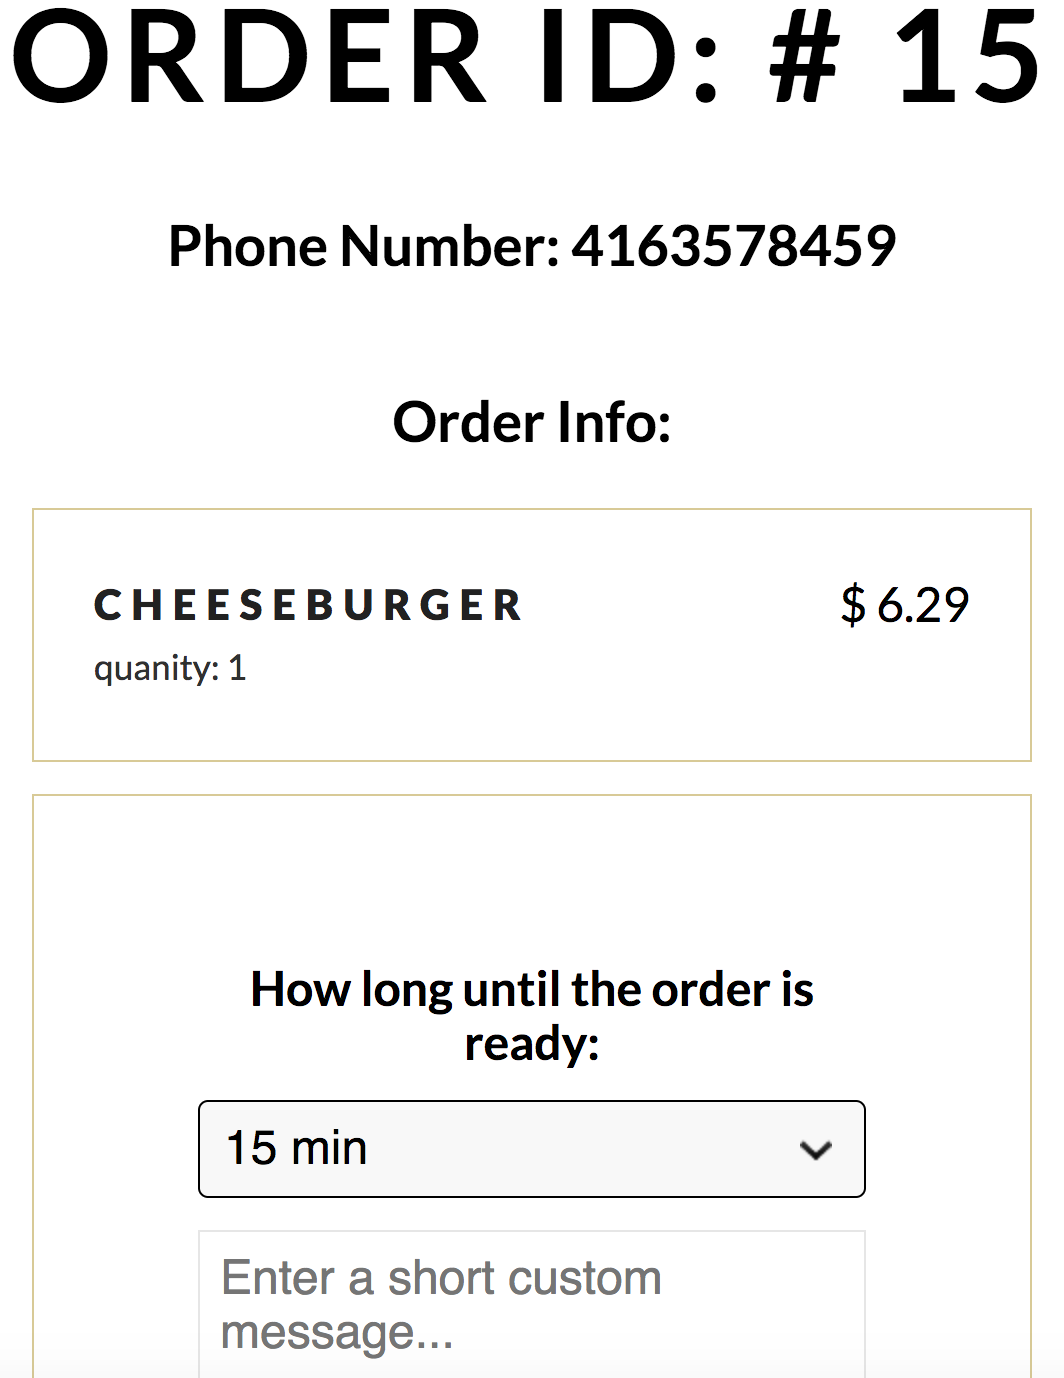 ORDER ID: # 15
Phone Number: 4163578459
Order Info:
CHEESEBURGER $ 6.29
quanity: 1
How long until the order is
ready:
15 min
Enter a short custom
message...